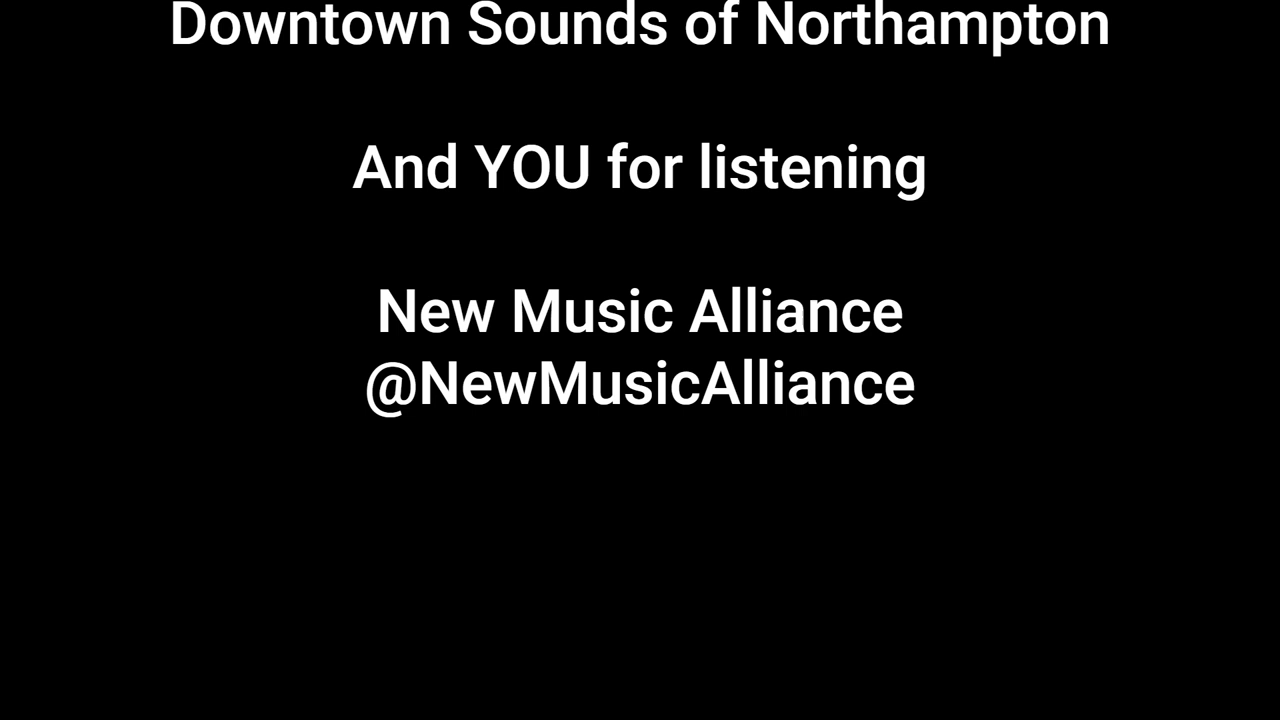 Downtown Sounds of Northampton
And YOU for listening
New Music Alliance
@NewMusicAlliance